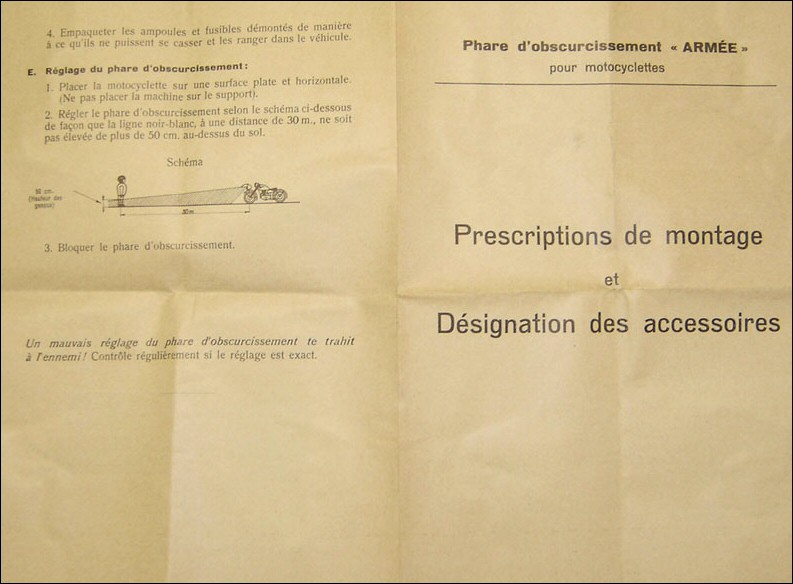 4. Empaqueter les ampoules et fusibles démontés de manière
à ce qu'ils ne puissent se casser et les ranger dans le véhicule.
E. Réglage du phare d'obscurcissement:
1. Placer la motocyclette sur une surface plate et horizontale.
(Ne pas placer la machine sur le support).
2. Régler le phare d'obscurcissement selon le schéma ci-dessous
de façon que la ligne noir-blanc, à une distance de 30 m., ne soit
pas élevée de plus de 50 cm. au-dessus du sol.
Schéma
50 cm.
(Hauteur des
genoux)
30 m
3. Bloquer le phare d'obscurcissement.
Un mauvais réglage du phare d'obscurcissement te trahit
à l'ennemi! Contrôle régulièrement si le réglage est exact.
Phare d'obscurcissement « ARMÉE »
pour motocyclettes
Prescriptions de montage
et
Désignation des accessoires